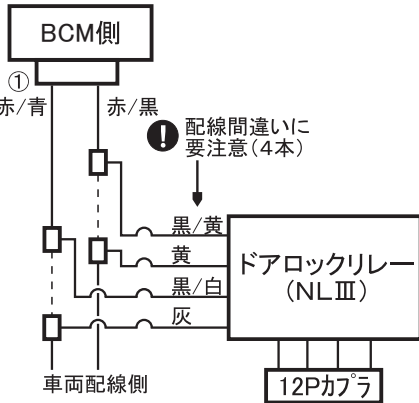 BCM側
①
赤/青
赤/黒
!
配線間違いに
要注意(4本)
黒/黄
黄
黒/白
灰
ドアロックリレー
(NLⅢ)
12Pカプラ
車両配線側